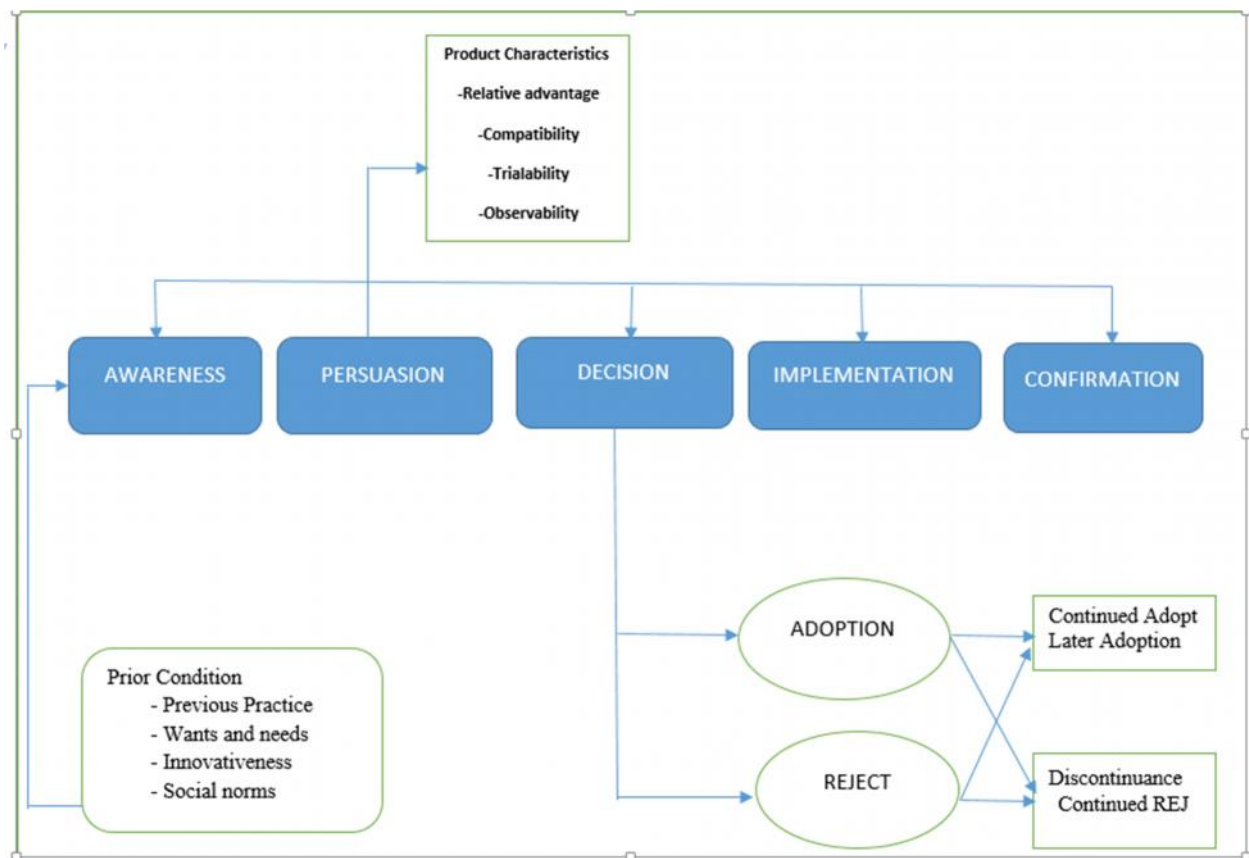 Product Characteristics
-Relative advantage
-Compatibility
-Trialability
-Observability
AWARENESS
PERSUASION
DECISION
IMPLEMENTATION
CONFIRMATION
Prior Condition
- Previous Practice
- Wants and needs
- Innovativeness
- Social norms
ADOPTION
REJECT
Continued Adopt
Later Adoption
Discontinuance
Continued REJ